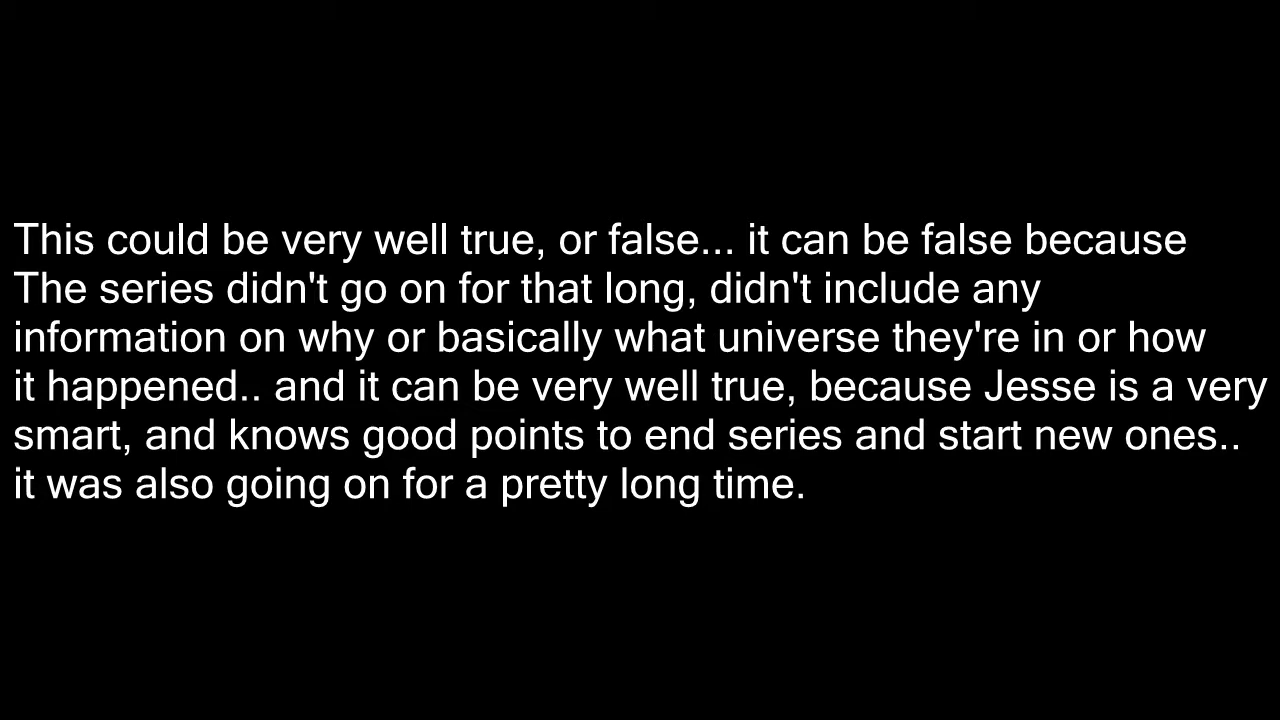 This could be very well true, or false... it can be false because
The series didn't go on for that long, didn't include any
information on why or basically what universe they're in or how
it happened.. and it can be very well true, because Jesse is a very
smart, and knows good points to end series and start new ones..
it was also going on for a pretty long time.